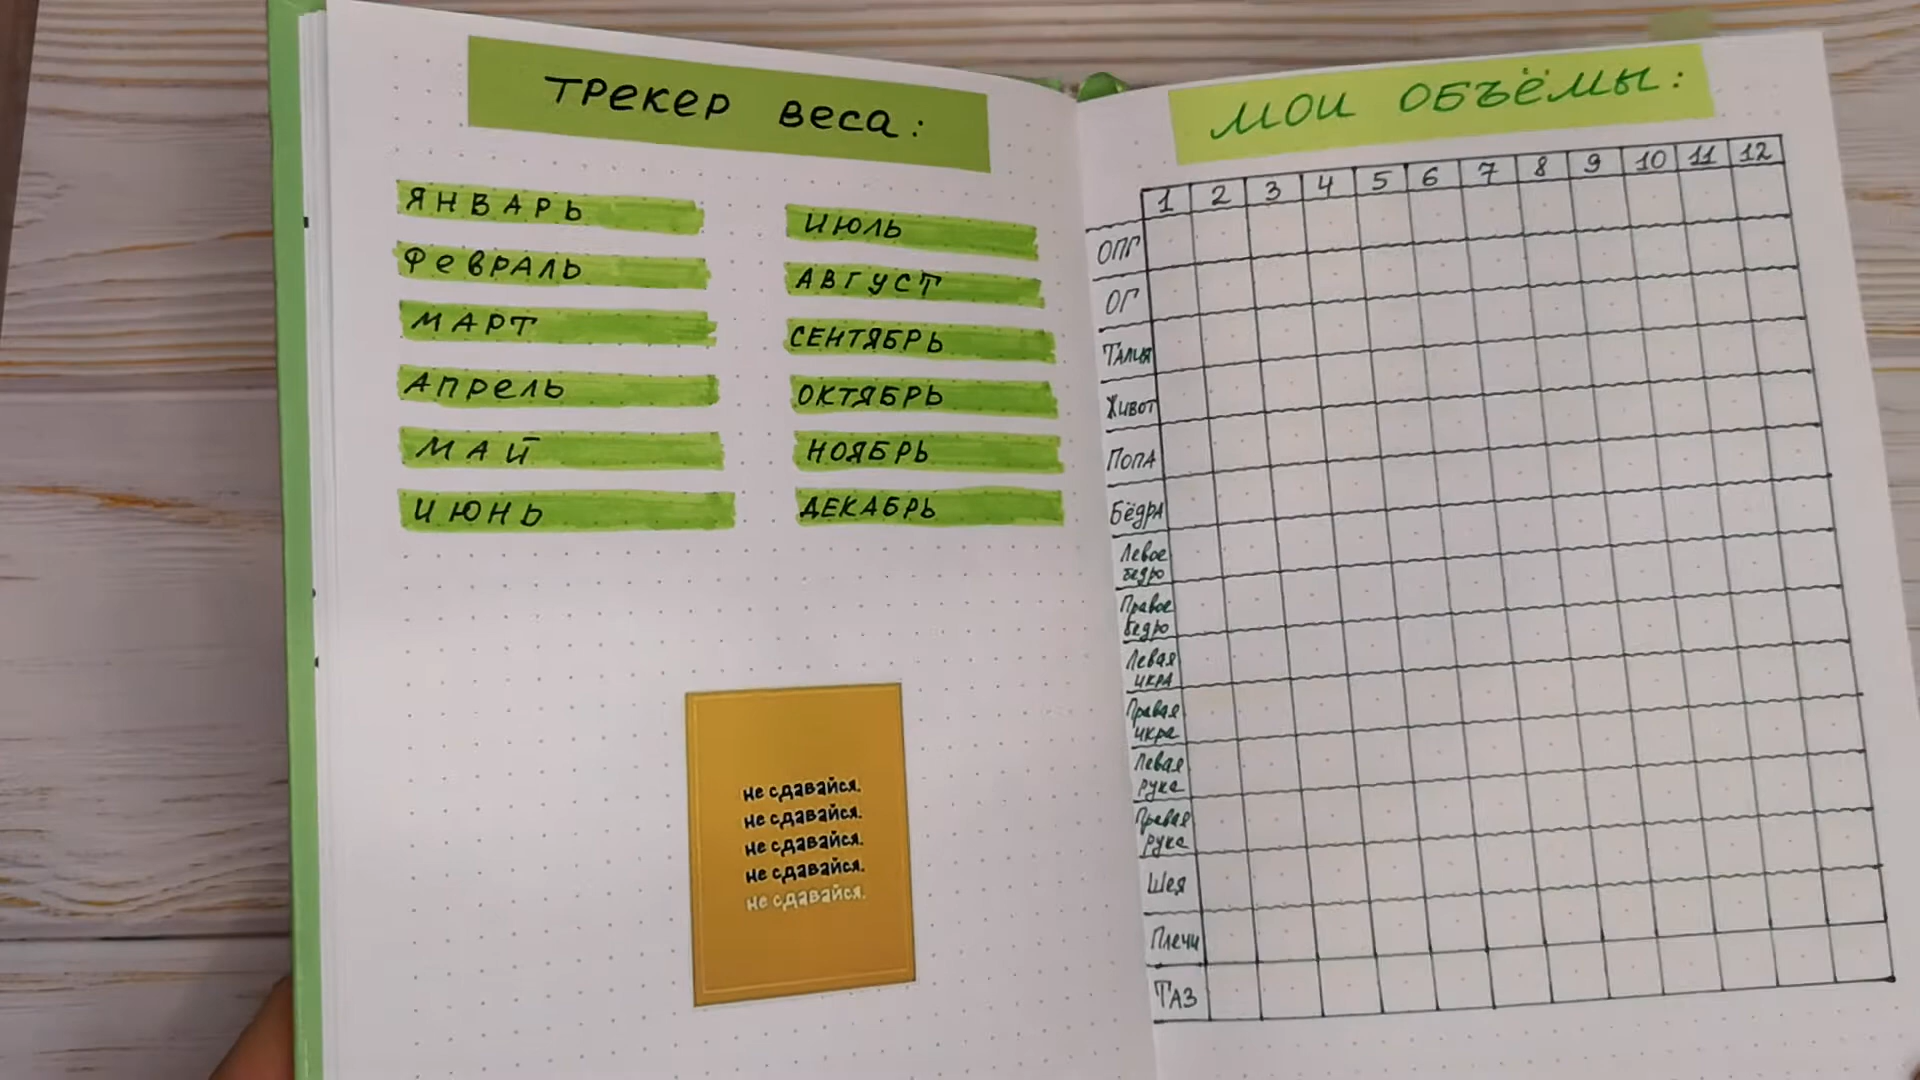 ТРЕКЕР ВЕСА:
ЯНВАРЬ
ФЕВРАЛЬ
МАРТ
АПРЕЛЬ
МАЙ
ИЮНЬ
ИЮЛЬ
АВГУСТ
СЕНТЯБРЬ
ОКТЯБРЬ
НОЯБРЬ
ДЕКАБРЬ
не сдавайся.
не сдавайся.
не сдавайся.
не сдавайся.
не сдавайся.
МОИ ОБЪЁМЫ:
1 2 3 4 5 6 7 8 9 10 11 12
ОПГ
ОГ
ТАЛИЯ
ЖИВОТ
ПОПА
БЁДРА
Левое
бедро
Правое
бедро
Левая
икра
Правая
икра
Левая
рука
Правая
рука
Шея
Плечи
ТАЗ